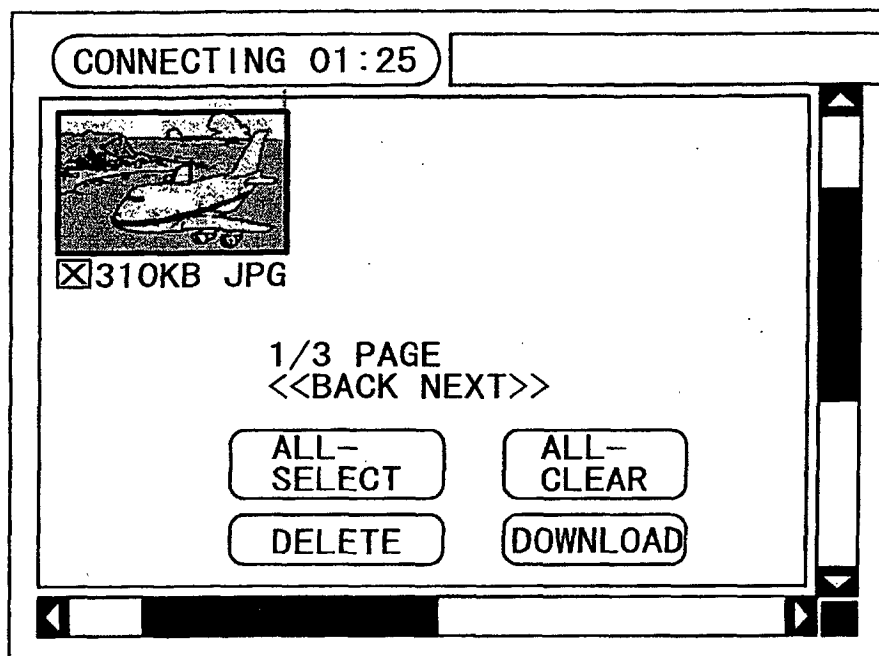 CONNECTING 01:25
310KB JPG
1/3 PAGE
<<BACK NEXT>>
ALL-
SELECT
ALL-
CLEAR
DELETE
DOWNLOAD